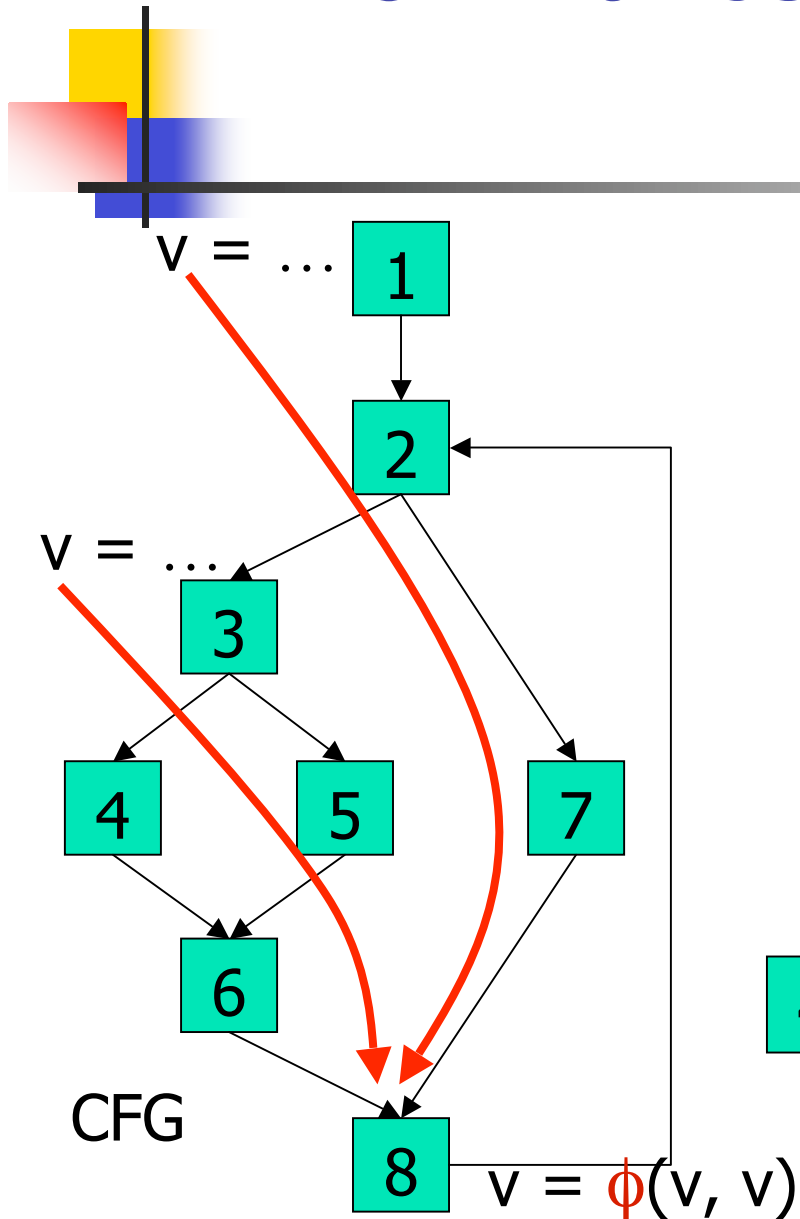 v = ...
1
2
v = ...
3
4
5
7
6
CFG
8
v = ϕ(v, v)